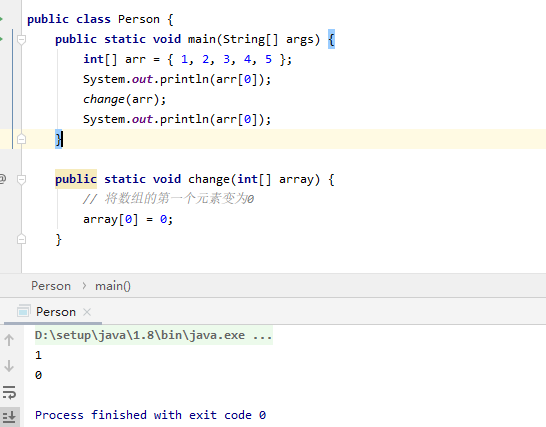 public class Person {
public static void main(String[] args) {
int[] arr = { 1, 2, 3, 4, 5 };
System.out.println(arr[0]);
change(arr);
System.out.println(arr[0]);
}
@ public static void change(int[] array) {
// 将数组的第一个元素变为0
array[0] = 0;
}
Person › main()
Person ×
D:\setup\java\1.8\bin\java.exe ...
1
0
Process finished with exit code 0